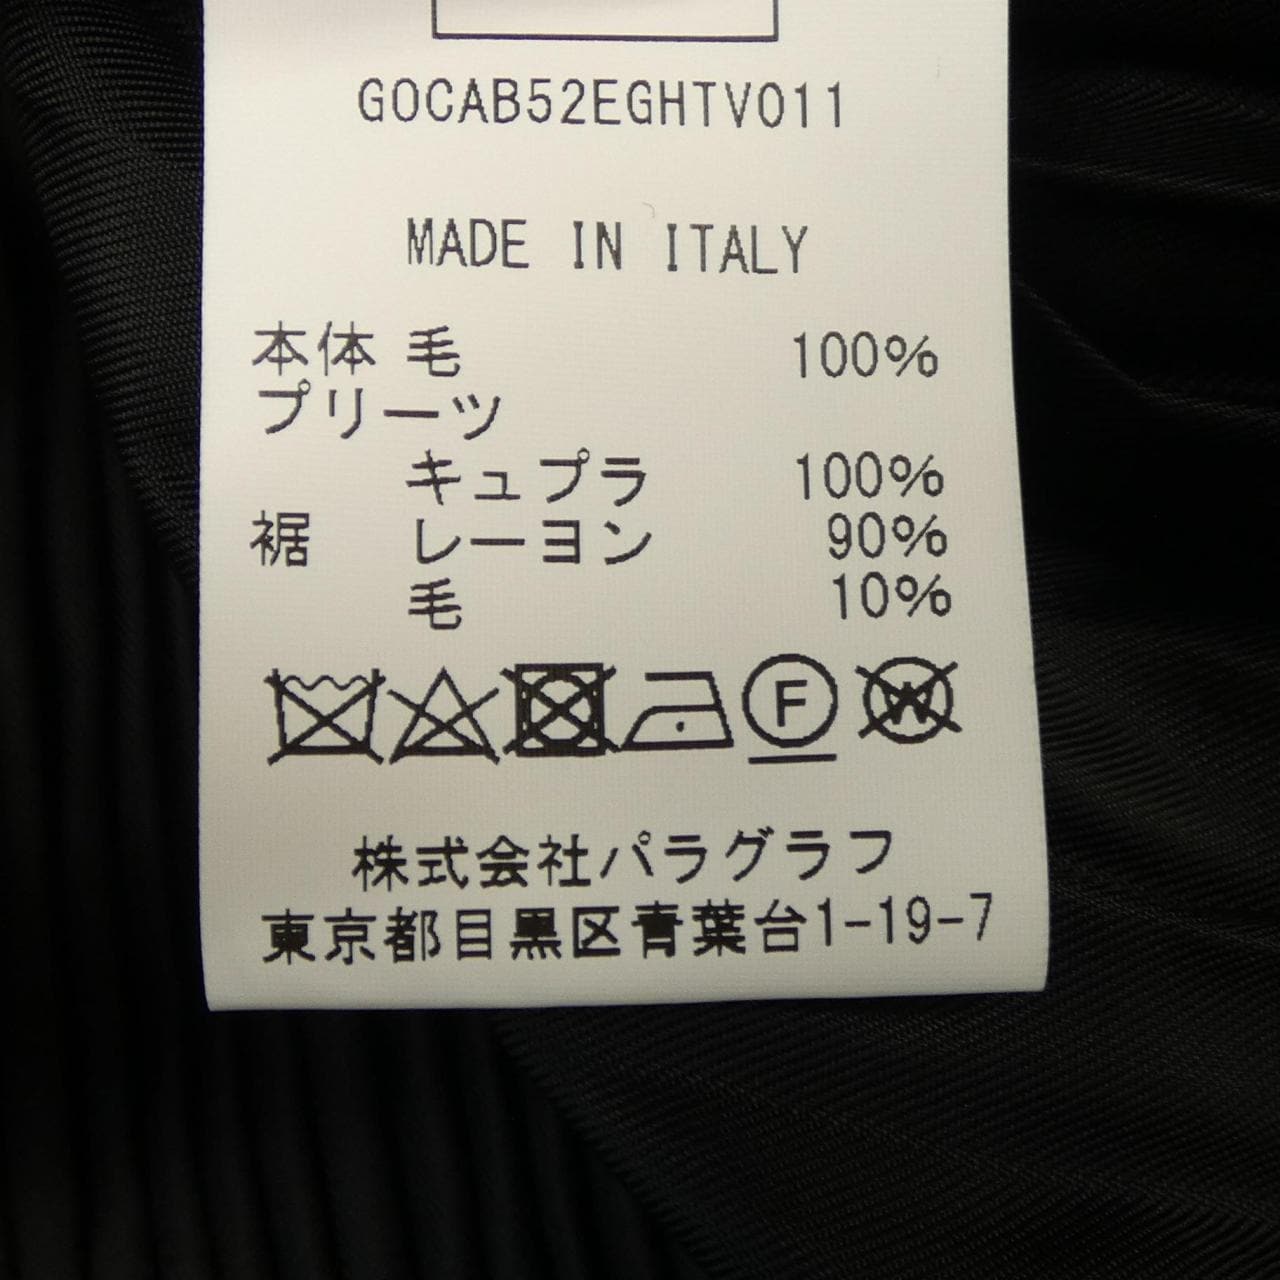 GOCAB52EGHTV011
MADE IN ITALY
本体 毛 100%
プリーツ
キュプラ 100%
裾 レーヨン 90%
毛 10%
F W
株式会社パラグラフ
東京都目黒区青葉台1-19-7